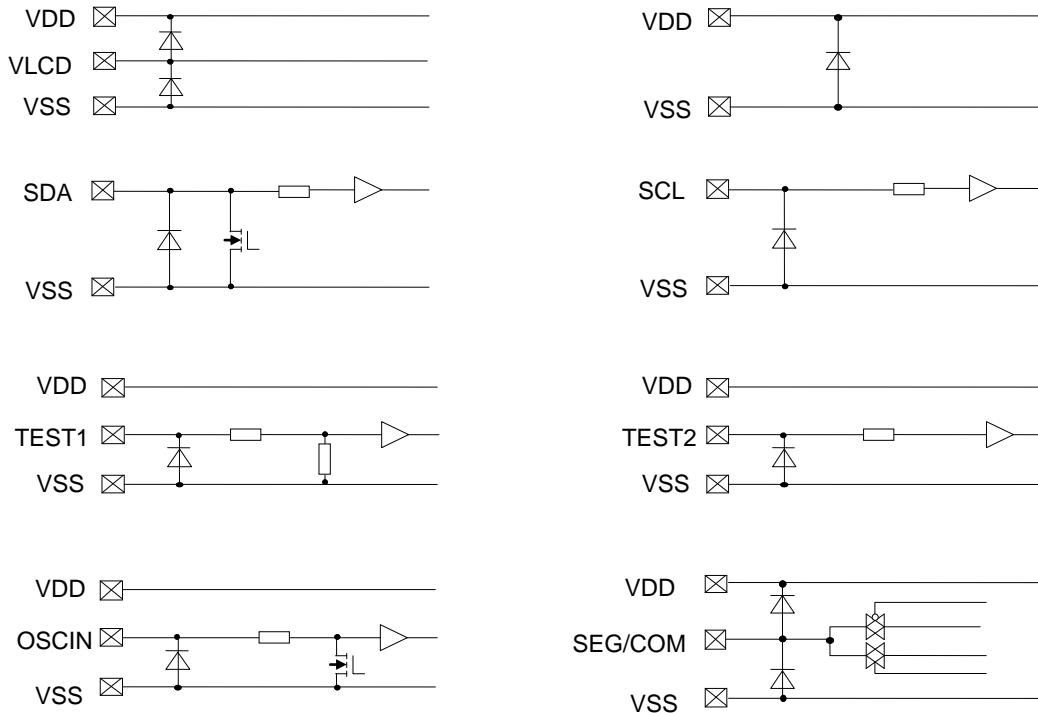 VDD
VLCD
VSS
VDD
VSS
SDA
VSS
SCL
VSS
VDD
TEST1
VSS
VDD
TEST2
VSS
VDD
OSCIN
VSS
VDD
SEG/COM
VSS